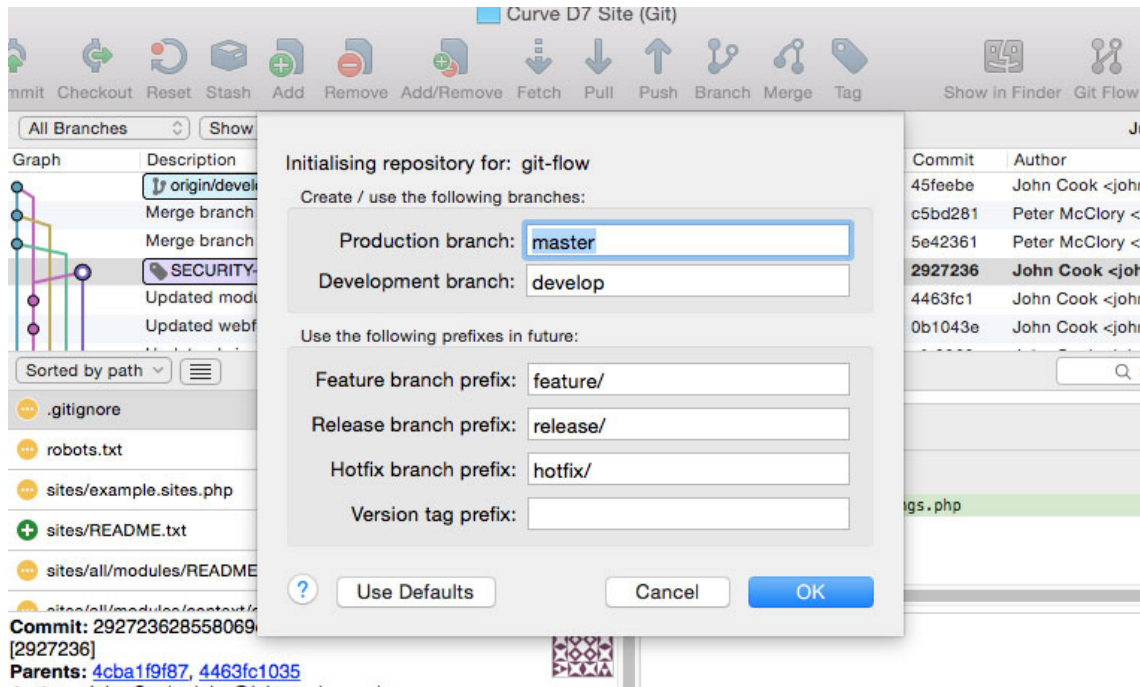 Curve D7 Site (Git)
Checkout Reset Stash Add Remove Add/Remove Fetch Pull Push Branch Merge Tag Show in Finder Git Flow
All Branches Show
Graph Description Commit Author
origin/devel 45feebe John Cook <joh
Merge branch c5bd281 Peter McClory <
Merge branch 5e42361 Peter McClory <
SECURITY- 2927236 John Cook <joh
Updated modu 4463fc1 John Cook <joh
Updated webf 0b1043e John Cook <joh
Initialising repository for: git-flow
Create / use the following branches:
Production branch: master
Development branch: develop
Use the following prefixes in future:
Feature branch prefix: feature/
Release branch prefix: release/
Hotfix branch prefix: hotfix/
Version tag prefix:
? Use Defaults Cancel OK
Sorted by path
.gitignore
robots.txt
sites/example.sites.php
sites/README.txt
sites/all/modules/README
ngs.php
Commit: 292723628558069
[2927236]
Parents: 4cba1f9f87, 4463fc1035